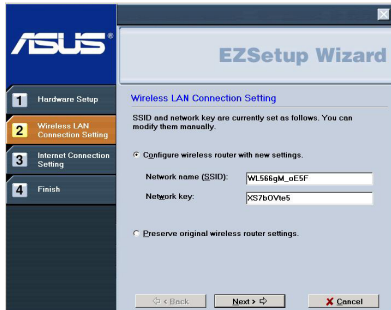 ASUS®
EZSetup Wizard
1 Hardware Setup
2 Wireless LAN
Connection Setting
3 Internet Connection
Setting
4 Finish
Wireless LAN Connection Setting
SSID and network key are currently set as follows. You can
modify them manually.
Configure wireless router with new settings.
Network name (SSID): WL566gM_oE5F
Network key: XS7bOVte5
Preserve original wireless router settings.
< Back
Next >
Cancel